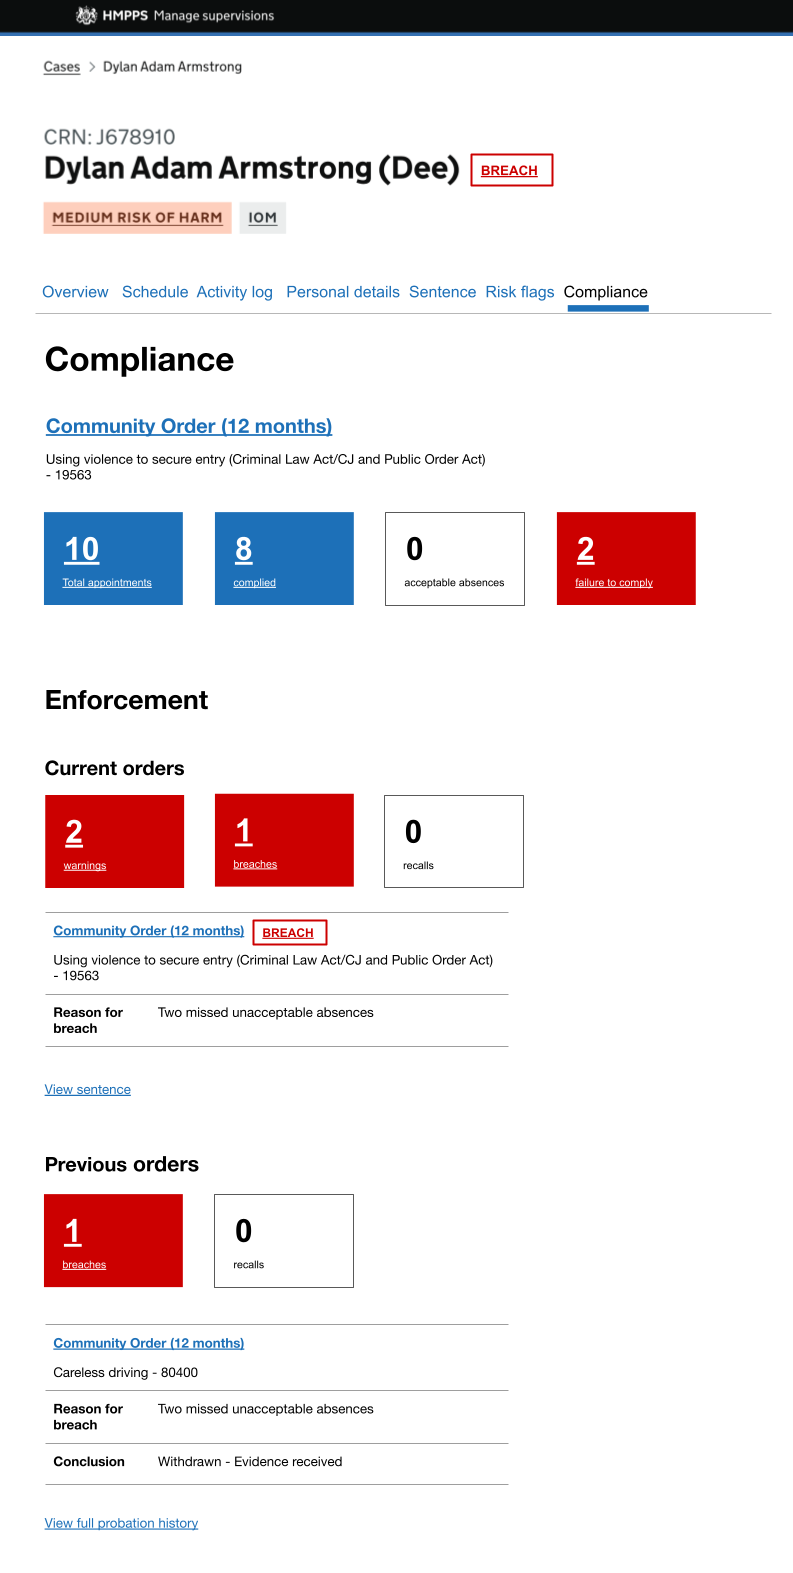 HMPPS Manage supervisions
Cases > Dylan Adam Armstrong
CRN: J678910
Dylan Adam Armstrong (Dee) BREACH
MEDIUM RISK OF HARM IOM
Overview Schedule Activity log Personal details Sentence Risk flags Compliance
Compliance
Community Order (12 months)
Using violence to secure entry (Criminal Law Act/CJ and Public Order Act)
- 19563
10 8 0 2
Total appointments complied acceptable absences failure to comply
Enforcement
Current orders
2 1 0
warnings breaches recalls
Community Order (12 months) BREACH
Using violence to secure entry (Criminal Law Act/CJ and Public Order Act)
- 19563
Reason for Two missed unacceptable absences
breach
View sentence
Previous orders
1 0
breaches recalls
Community Order (12 months)
Careless driving - 80400
Reason for Two missed unacceptable absences
breach
Conclusion Withdrawn - Evidence received
View full probation history